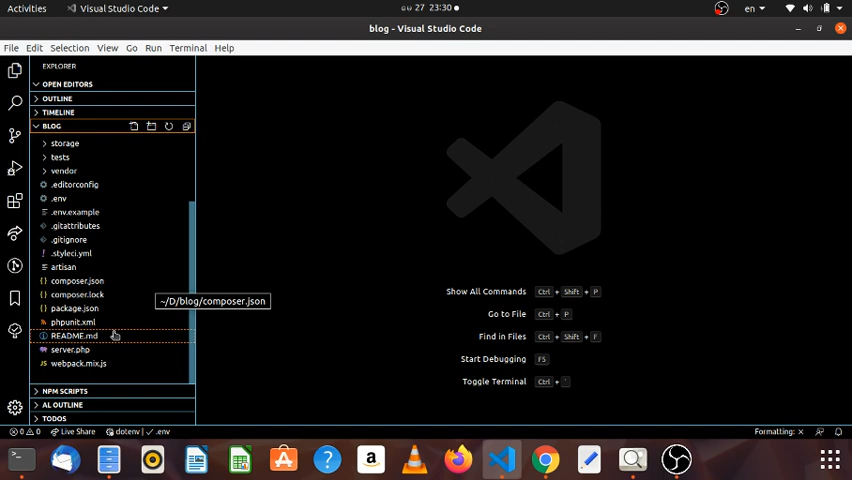 Activities
Visual Studio Code
27 23:30
en
blog - Visual Studio Code
File Edit Selection View Go Run Terminal Help
EXPLORER
OPEN EDITORS
OUTLINE
TIMELINE
BLOG
storage
tests
vendor
.editorconfig
.env
.env.example
.gitattributes
.gitignore
.styleci.yml
artisan
composer.json
composer.lock
package.json
phpunit.xml
README.md
server.php
webpack.mix.js
~/D/blog/composer.json
Show All Commands Ctrl + Shift + P
Go to File Ctrl + P
Find in Files Ctrl + Shift + F
Start Debugging F5
Toggle Terminal Ctrl + `
NPM SCRIPTS
AL OUTLINE
TODOS
0 0 Live Share dotenv | .env
Formatting: ×